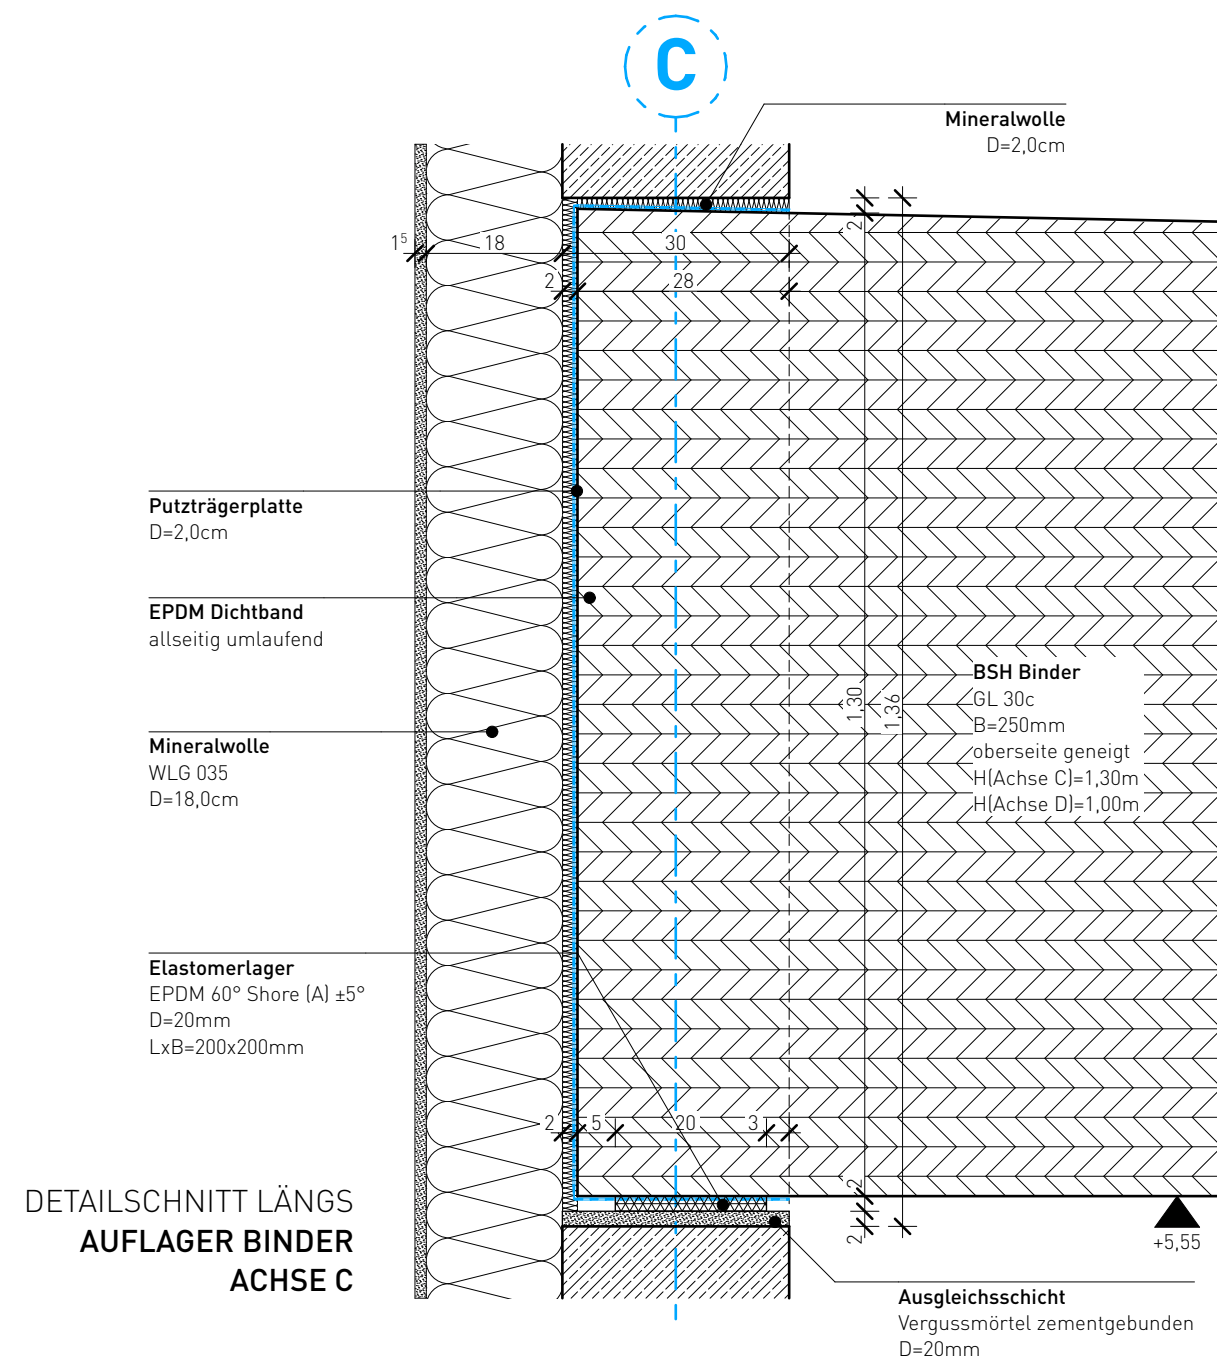 C
Mineralwolle
D=2,0cm
2
1⁵ 18 30
2 28
Putzträgerplatte
D=2,0cm
EPDM Dichtband
allseitig umlaufend
BSH Binder
GL 30c
B=250mm
oberseite geneigt
H(Achse C)=1,30m
H(Achse D)=1,00m
1,30
1,36
Mineralwolle
WLG 035
D=18,0cm
Elastomerlager
EPDM 60° Shore (A) ±5°
D=20mm
LxB=200x200mm
2 5 20 3
2
2
+5,55
DETAILSCHNITT LÄNGS
AUFLAGER BINDER
ACHSE C
Ausgleichsschicht
Vergussmörtel zementgebunden
D=20mm